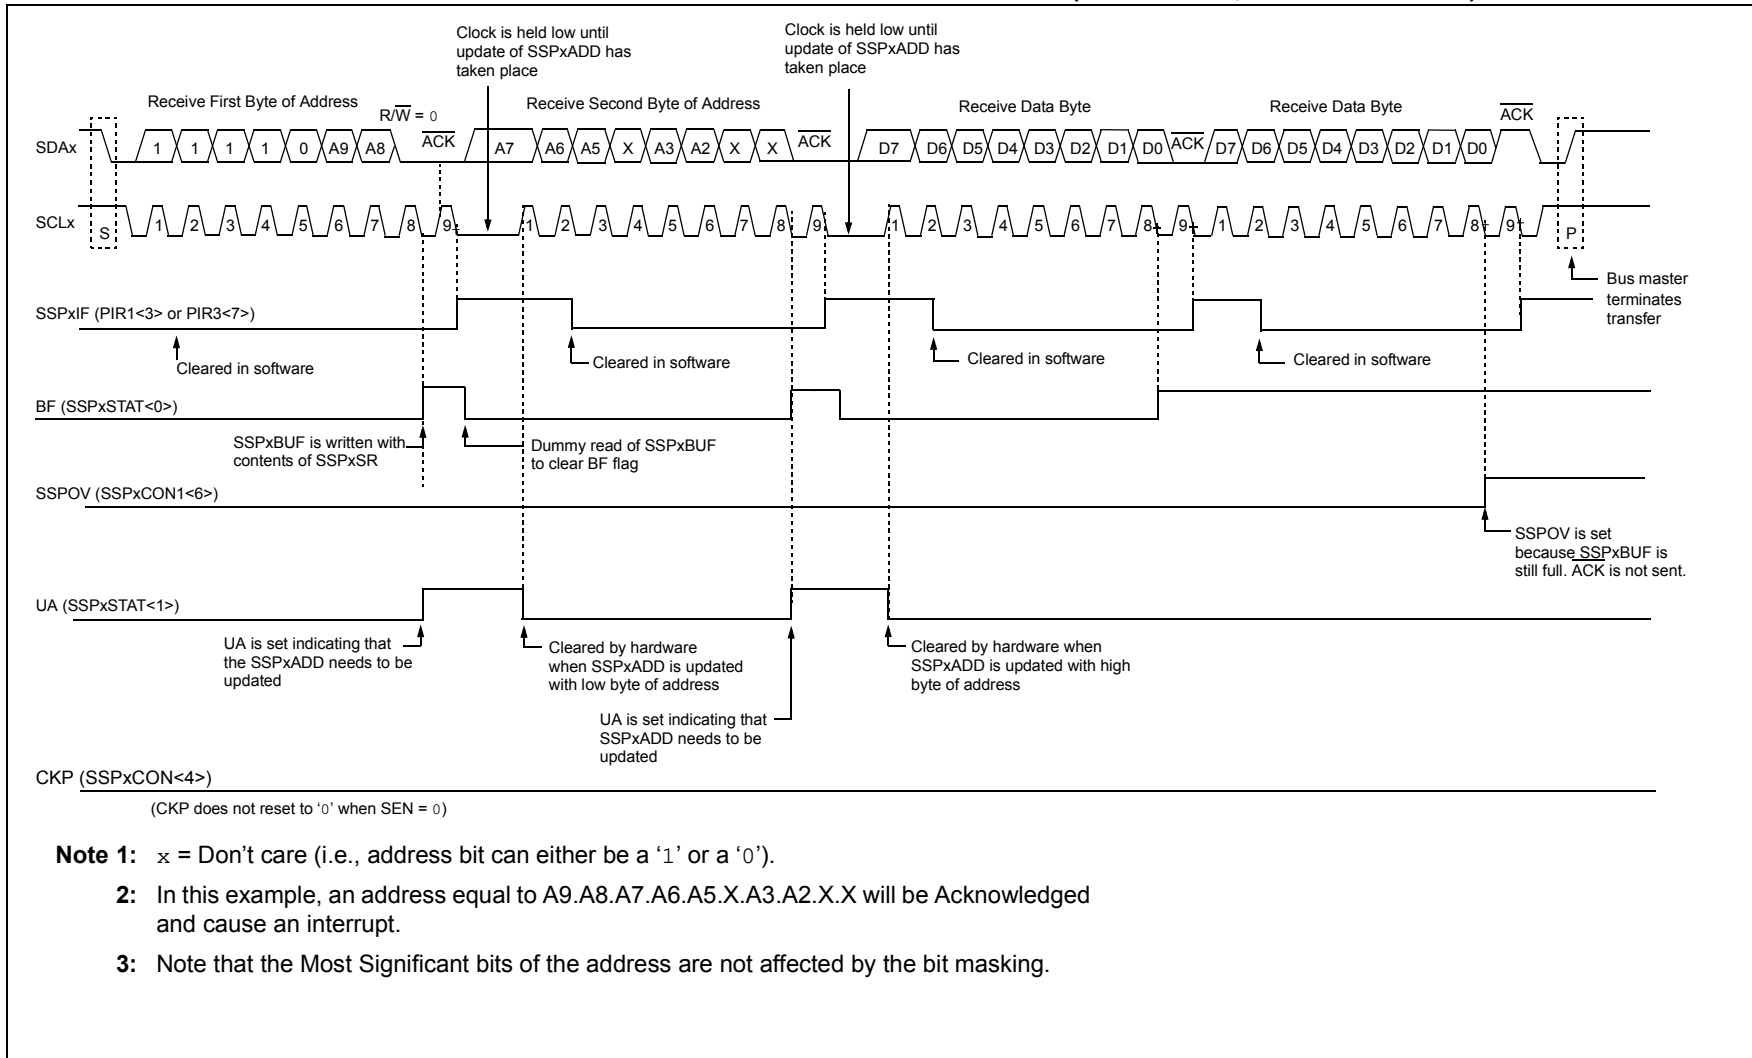 Clock is held low until
update of SSPxADD has
taken place
Clock is held low until
update of SSPxADD has
taken place
Receive First Byte of Address
R/W = 0
ACK
Receive Second Byte of Address
ACK
Receive Data Byte
ACK
Receive Data Byte
ACK
SDAx
1 1 1 1 0 A9 A8
A7 A6 A5 X A3 A2 X X
D7 D6 D5 D4 D3 D2 D1 D0
D7 D6 D5 D4 D3 D2 D1 D0
SCLx
S
1 2 3 4 5 6 7 8 9
1 2 3 4 5 6 7 8 9
1 2 3 4 5 6 7 8 9
1 2 3 4 5 6 7 8 9
P
Bus master
terminates
transfer
SSPxIF (PIR1<3> or PIR3<7>)
Cleared in software
Cleared in software
Cleared in software
Cleared in software
BF (SSPxSTAT<0>)
SSPxBUF is written with
contents of SSPxSR
Dummy read of SSPxBUF
to clear BF flag
SSPOV (SSPxCON1<6>)
SSPOV is set
because SSPxBUF is
still full. ACK is not sent.
UA (SSPxSTAT<1>)
UA is set indicating that
the SSPxADD needs to be
updated
Cleared by hardware
when SSPxADD is updated
with low byte of address
UA is set indicating that
SSPxADD needs to be
updated
Cleared by hardware when
SSPxADD is updated with high
byte of address
CKP (SSPxCON<4>)
(CKP does not reset to ‘0’ when SEN = 0)
Note 1: x = Don’t care (i.e., address bit can either be a ‘1’ or a ‘0’).
2: In this example, an address equal to A9.A8.A7.A6.A5.X.A3.A2.X.X will be Acknowledged
and cause an interrupt.
3: Note that the Most Significant bits of the address are not affected by the bit masking.